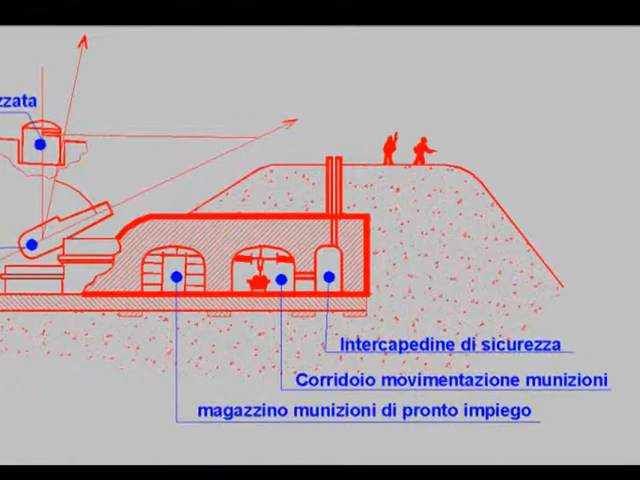 zzata
Intercapedine di sicurezza
Corridoio movimentazione munizioni
magazzino munizioni di pronto impiego